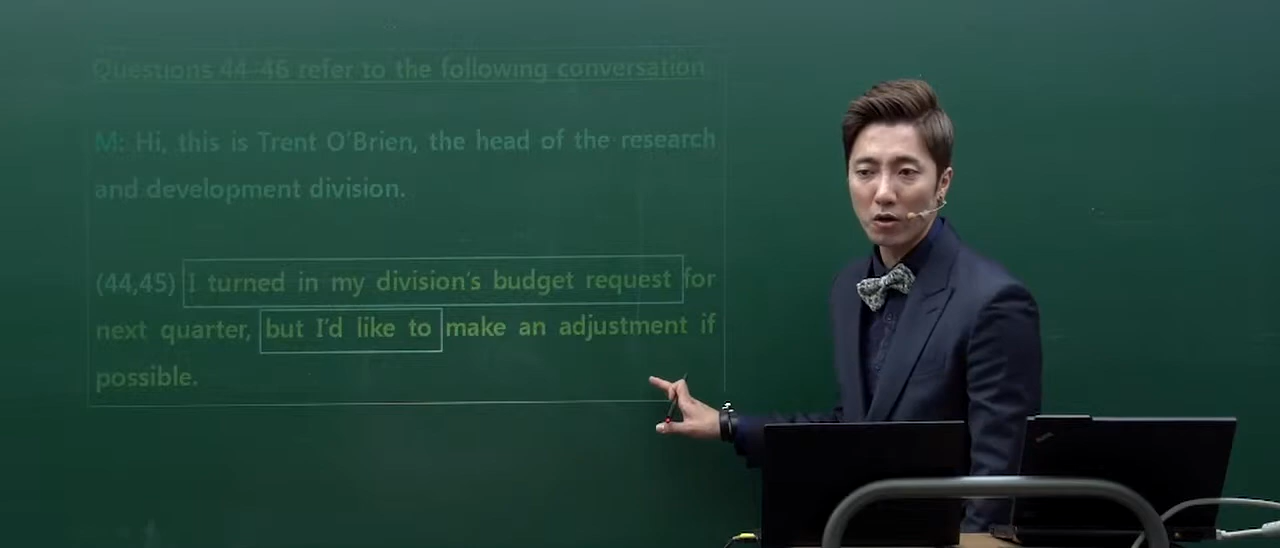 Questions 44-46 refer to the following conversation.
M: Hi, this is Trent O'Brien, the head of the research
and development division.
(44,45) I turned in my division's budget request for
next quarter, but I'd like to make an adjustment if
possible.